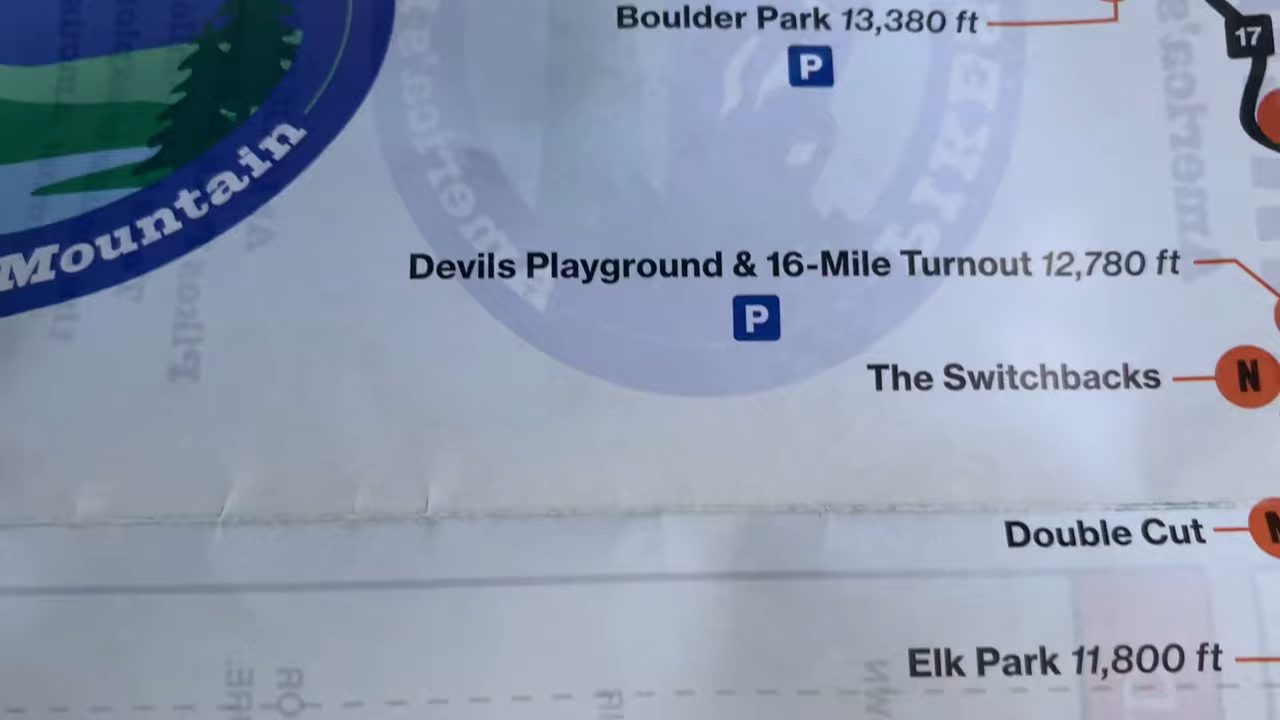 Boulder Park 13,380 ft
P
17
Mountain
Devils Playground & 16-Mile Turnout 12,780 ft
P
The Switchbacks
N
Double Cut
Elk Park 11,800 ft